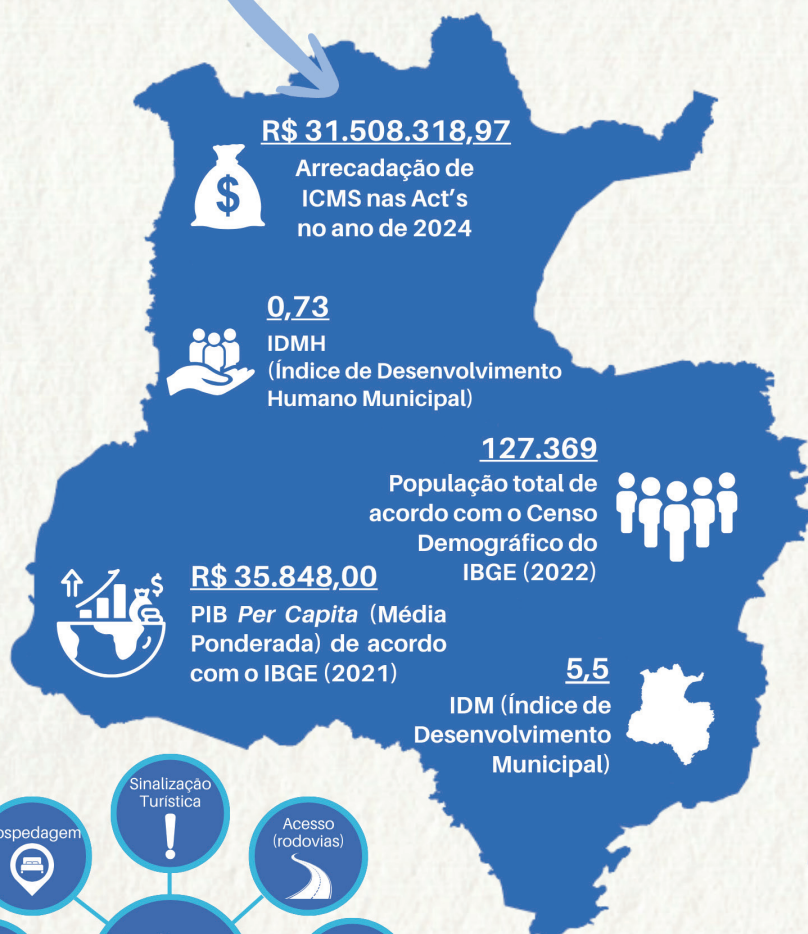 R$ 31.508.318,97
Arrecadação de
ICMS nas Act’s
no ano de 2024
$
0,73
IDMH
(Índice de Desenvolvimento
Humano Municipal)
127.369
População total de
acordo com o Censo
Demográfico do
IBGE (2022)
$
R$ 35.848,00
PIB Per Capita (Média
Ponderada) de acordo
com o IBGE (2021)
5,5
IDM (Índice de
Desenvolvimento
Municipal)
Sinalização
Turística
!
ospedagem
Acesso
(rodovias)